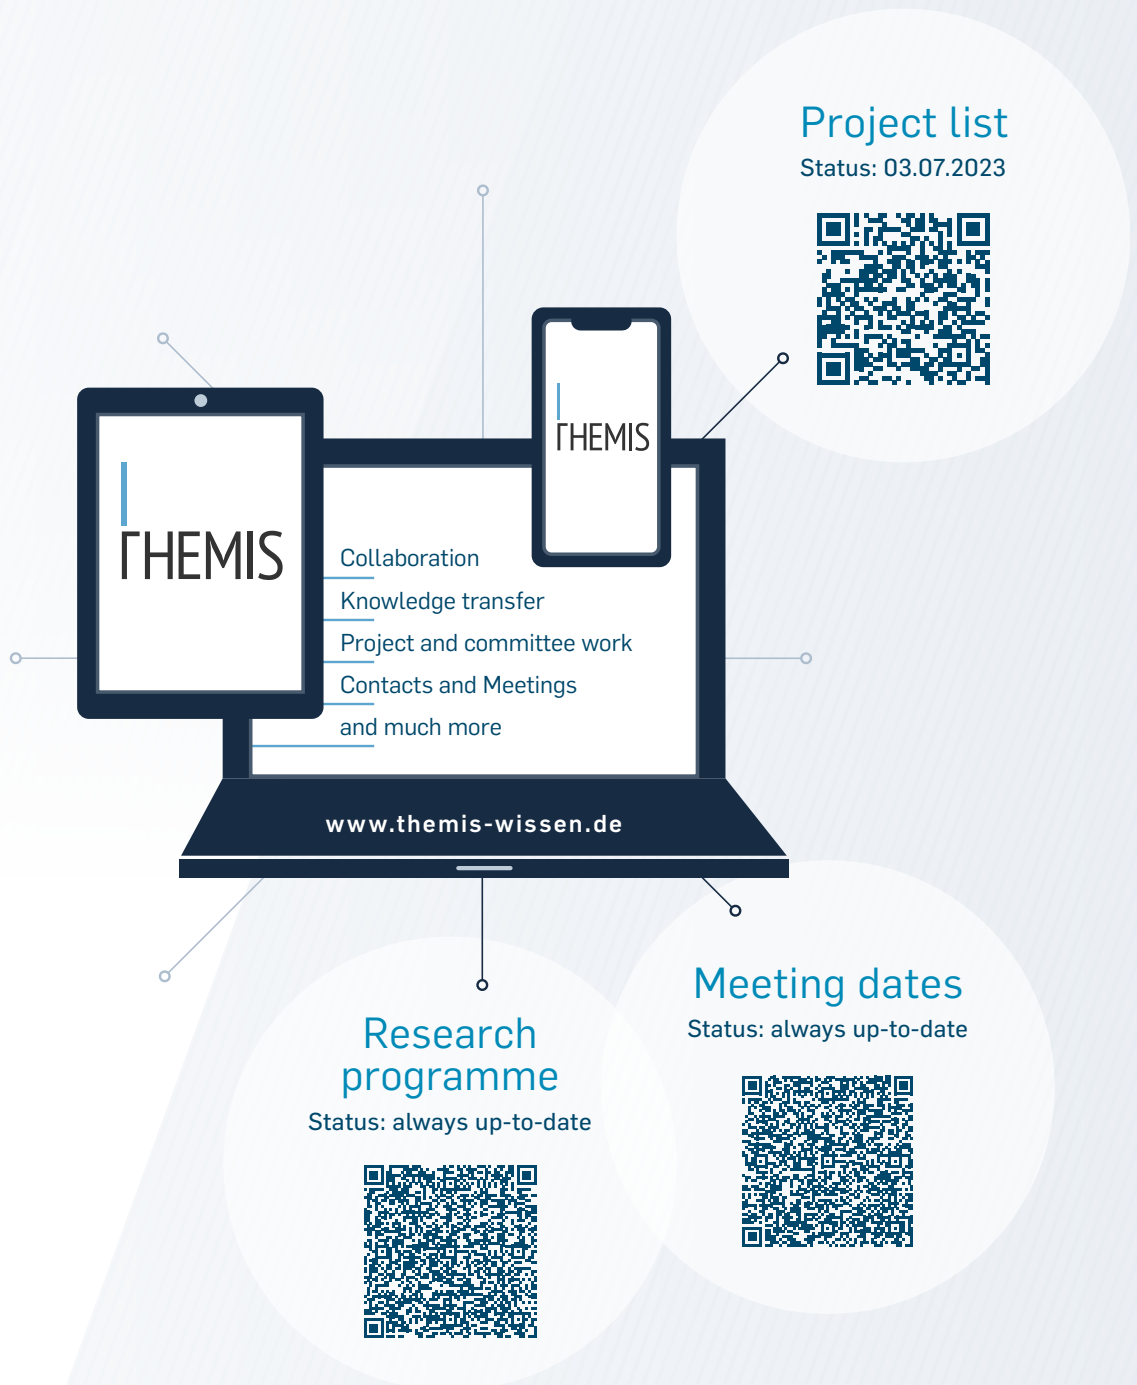 Project list
Status: 03.07.2023
THEMIS
THEMIS
Collaboration
Knowledge transfer
Project and committee work
Contacts and Meetings
and much more
www.themis-wissen.de
Meeting dates
Status: always up-to-date
Research
programme
Status: always up-to-date